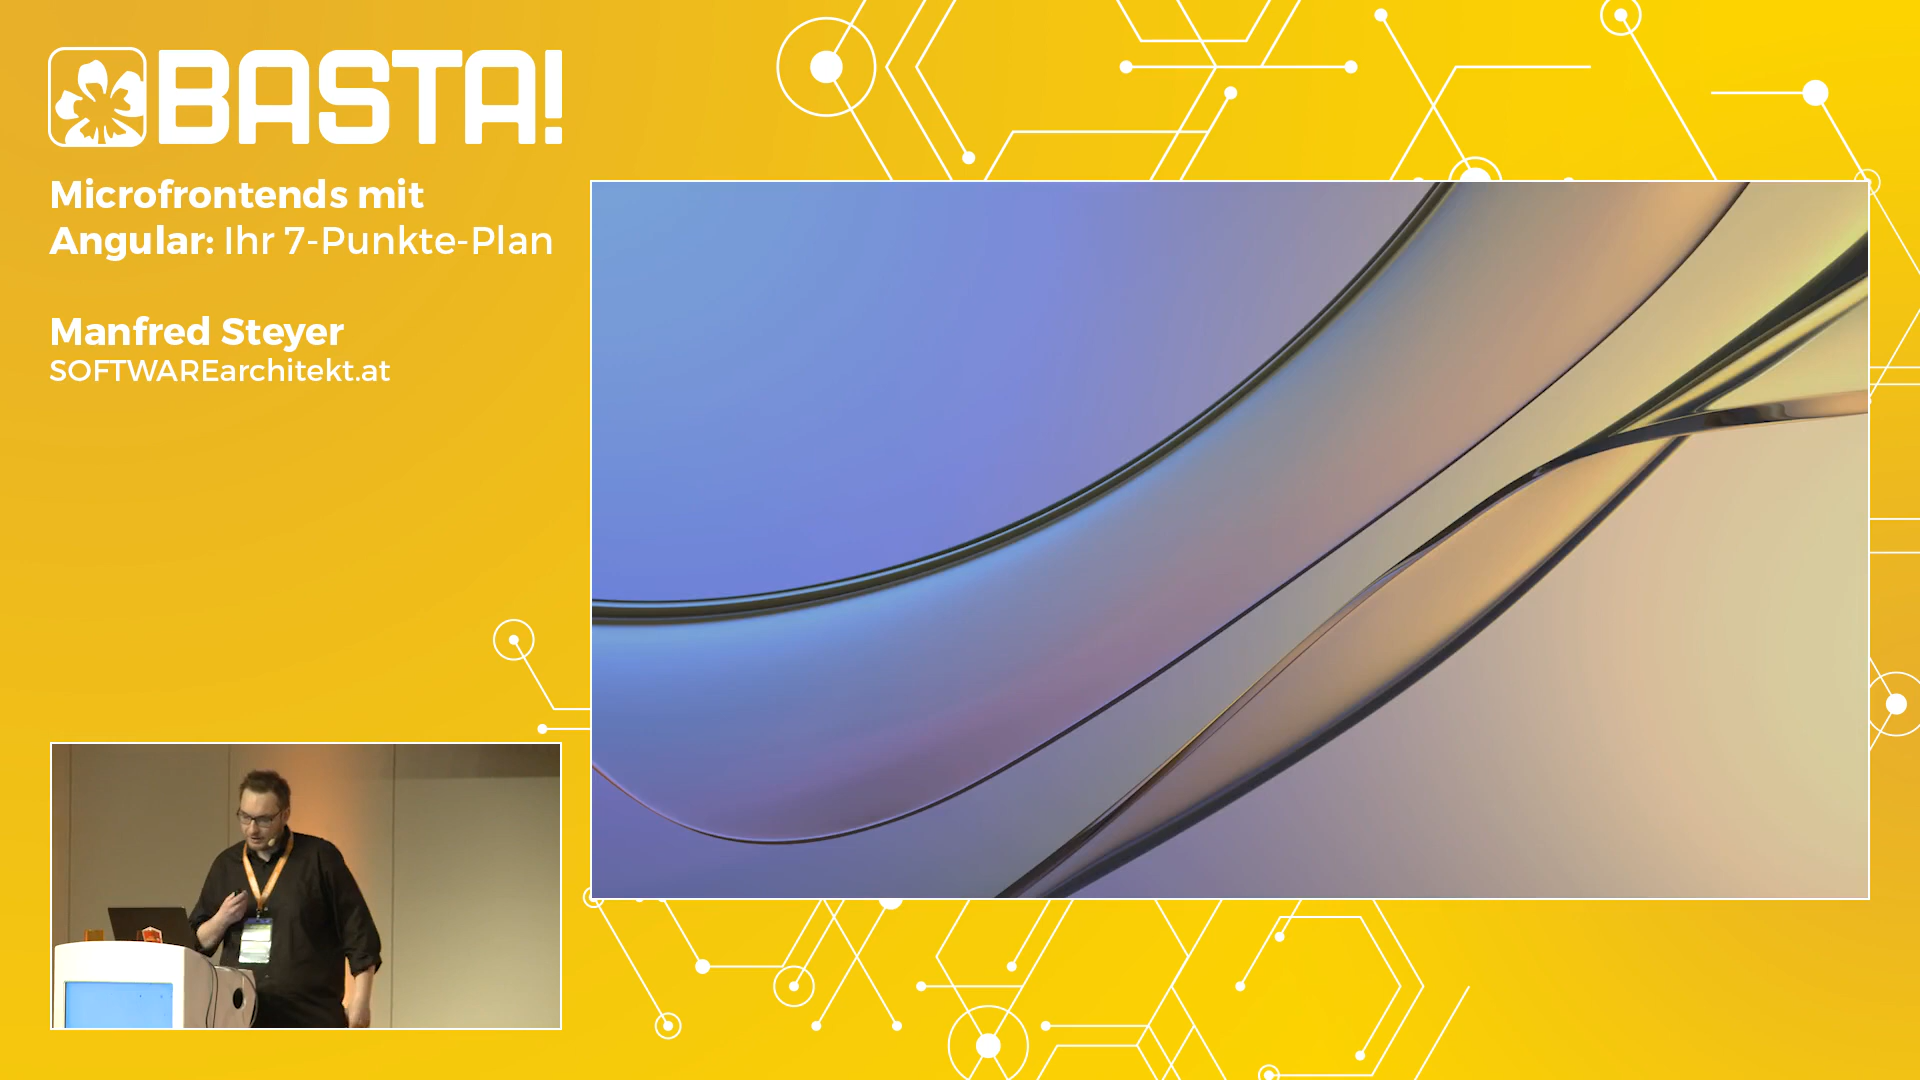 BASTA!
Microfrontends mit
Angular: Ihr 7-Punkte-Plan
Manfred Steyer
SOFTWAREarchitekt.at